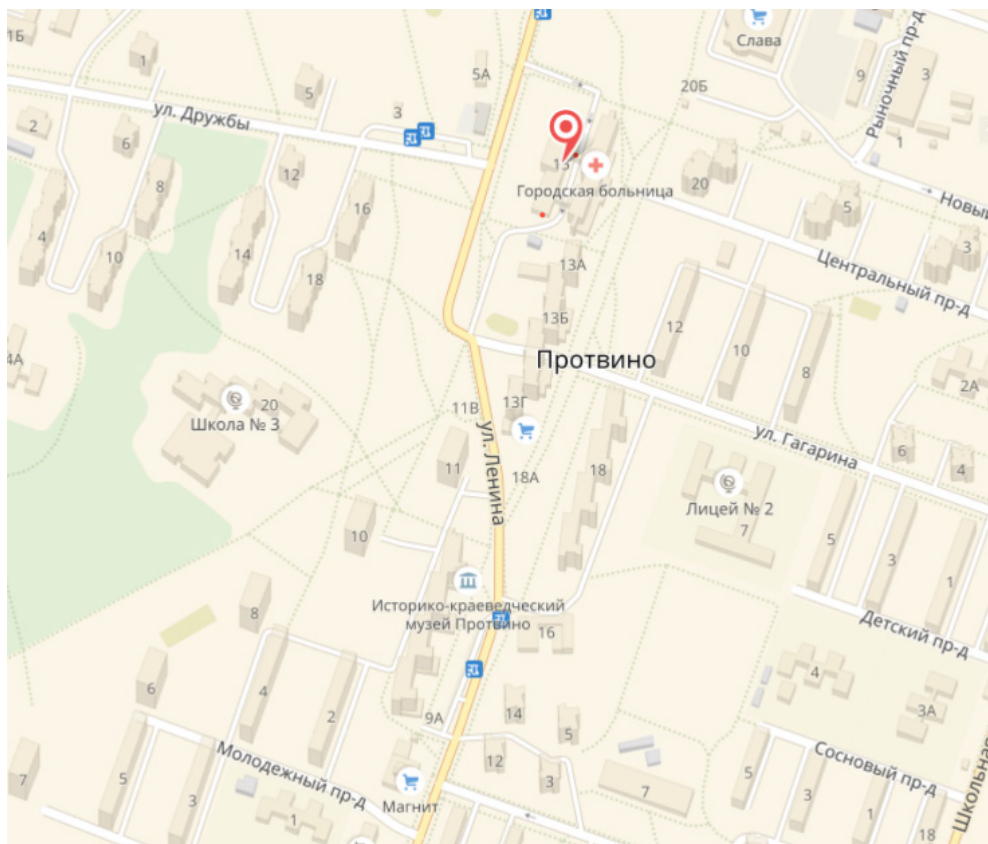 1Б
1
5А
Слава
9
3
Рыночный пр-д
2
ул. Дружбы
5
3
20Б
1
6
8
12
16
13
Городская больница
20
5
Новый
4
10
14
18
13А
3
Центральный пр-д
13Б
12
10
8
Протвино
4А
2А
20
Школа № 3
11В
13Г
ул. Ленина
ул. Гагарина
11
18А
18
6
4
Лицей № 2
7
10
5
3
1
Историко-краеведческий
музей Протвино
8
16
Детский пр-д
6
4
2
9А
14
5
4
3А
Молодежный пр-д
12
3
Сосновый пр-д
7
5
3
1
Магнит
7
5
3
1
18
Школьная